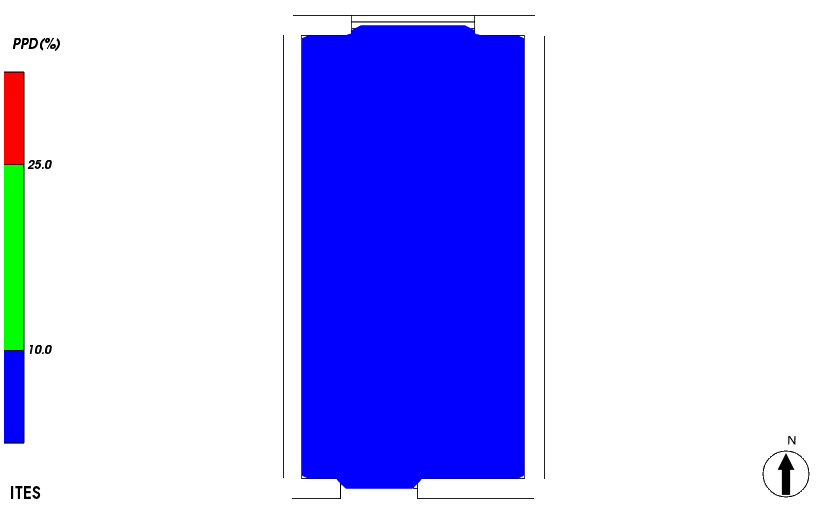 PPD(%)
25.0
10.0
N
ITES